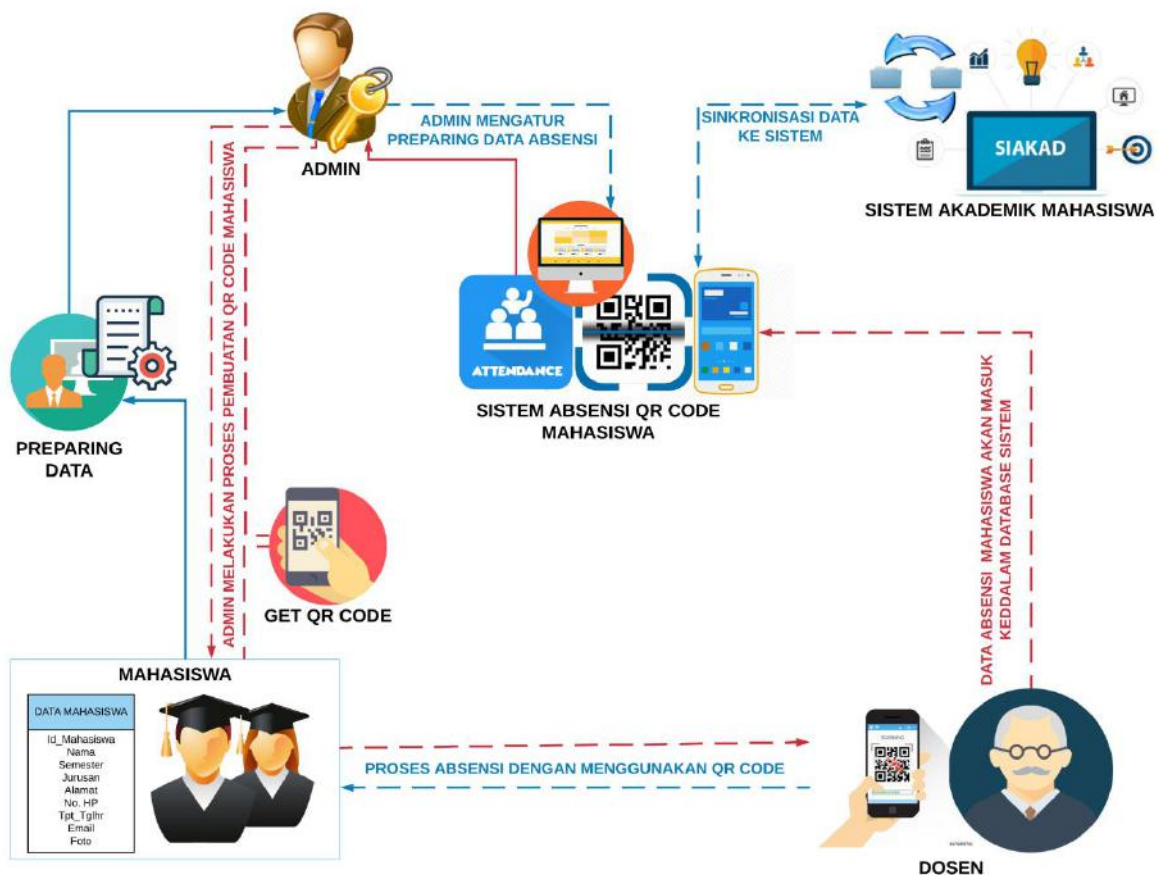 ADMIN
ADMIN MENGATUR
PREPARING DATA ABSENSI
SINKRONISASI DATA
KE SISTEM
SIAKAD
SISTEM AKADEMIK MAHASISWA
ATTENDANCE
SISTEM ABSENSI QR CODE
MAHASISWA
PREPARING
DATA
ADMIN MELAKUKAN PROSES PEMBUATAN QR CODE MAHASISWA
GET QR CODE
DATA ABSENSI MAHASISWA AKAN MASUK
KEDDALAM DATABASE SISTEM
MAHASISWA
DATA MAHASISWA
Id_Mahasiswa
Nama
Semester
Jurusan
Alamat
No. HP
Tpt_Tglhr
Email
Foto
PROSES ABSENSI DENGAN MENGGUNAKAN QR CODE
DOSEN